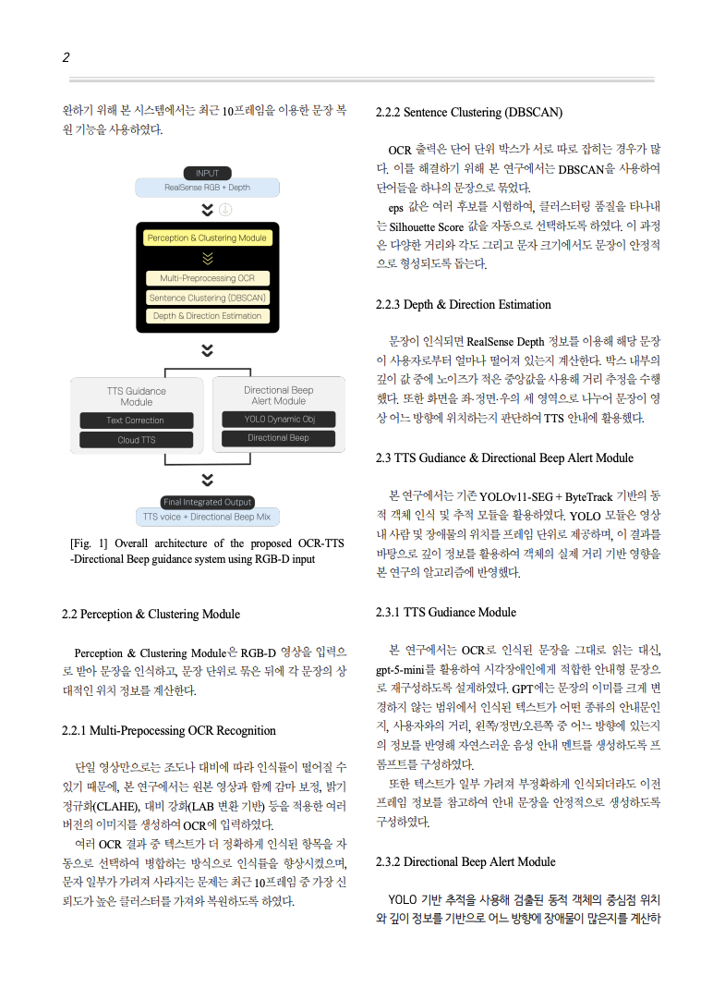 2
완하기 위해 본 시스템에서는 최근 10프레임을 이용한 문장 복
원 기능을 사용하였다.
INPUT
RealSense RGB + Depth
Perception & Clustering Module
Multi-Preprocessing OCR
Sentence Clustering (DBSCAN)
Depth & Direction Estimation
TTS Guidance
Module
Text Correction
Cloud TTS
Directional Beep
Alert Module
YOLO Dynamic Obj
Directional Beep
Final Integrated Output
TTS voice + Directional Beep Mix
[Fig. 1] Overall architecture of the proposed OCR-TTS
-Directional Beep guidance system using RGB-D input
2.2 Perception & Clustering Module
Perception & Clustering Module은 RGB-D 영상을 입력으
로 받아 문장을 인식하고, 문장 단위로 묶은 뒤에 각 문장의 상
대적인 위치 정보를 계산한다.
2.2.1 Multi-Prepocessing OCR Recognition
단일 영상만으로는 조도나 대비에 따라 인식률이 떨어질 수
있기 때문에, 본 연구에서는 원본 영상과 함께 감마 보정, 밝기
정규화(CLAHE), 대비 강화(LAB 변환 기반) 등을 적용한 여러
버전의 이미지를 생성하여 OCR에 입력하였다.
여러 OCR 결과 중 텍스트가 더 정확하게 인식된 항목을 자
동으로 선택하여 병합하는 방식으로 인식률을 향상시켰으며,
문자 일부가 가려져 사라지는 문제는 최근 10프레임 중 가장 신
뢰도가 높은 클러스터를 가져와 복원하도록 하였다.
2.2.2 Sentence Clustering (DBSCAN)
OCR 출력은 단어 단위 박스가 서로 따로 잡히는 경우가 많
다. 이를 해결하기 위해 본 연구에서는 DBSCAN을 사용하여
단어들을 하나의 문장으로 묶었다.
eps 값은 여러 후보를 시험하여, 클러스터링 품질을 나타내
는 Silhouette Score 값을 자동으로 선택하도록 하였다. 이 과정
은 다양한 거리와 각도 그리고 문자 크기에서도 문장이 안정적
으로 형성되도록 돕는다.
2.2.3 Depth & Direction Estimation
문장이 인식되면 RealSense Depth 정보를 이용해 해당 문장
이 사용자로부터 얼마나 떨어져 있는지 계산한다. 박스 내부의
깊이 값 중에 노이즈가 적은 중앙값을 사용해 거리 추정을 수행
했다. 또한 화면을 좌·정면·우의 세 영역으로 나누어 문장이 영
상 어느 방향에 위치하는지 판단하여 TTS 안내에 활용했다.
2.3 TTS Gudiance & Directional Beep Alert Module
본 연구에서는 기존 YOLOv11-SEG + ByteTrack 기반의 동
적 객체 인식 및 추적 모듈을 활용하였다. YOLO 모듈은 영상
내 사람 및 장애물의 위치를 프레임 단위로 제공하며, 이 결과를
바탕으로 깊이 정보를 활용하여 객체의 실제 거리 기반 영향을
본 연구의 알고리즘에 반영했다.
2.3.1 TTS Gudiance Module
본 연구에서는 OCR로 인식된 문장을 그대로 읽는 대신,
gpt-5-mini를 활용하여 시각장애인에게 적합한 안내형 문장으
로 재구성하도록 설계하였다. GPT에는 문장의 의미를 크게 변
경하지 않는 범위에서 인식된 텍스트가 어떤 종류의 안내문인
지, 사용자와의 거리, 왼쪽/정면/오른쪽 중 어느 방향에 있는지
의 정보를 반영해 자연스러운 음성 안내 멘트를 생성하도록 프
롬프트를 구성하였다.
또한 텍스트가 일부 가려져 부정확하게 인식되더라도 이전
프레임 정보를 참고하여 안내 문장을 안정적으로 생성하도록
구성하였다.
2.3.2 Directional Beep Alert Module
YOLO 기반 추적을 사용해 검출된 동적 객체의 중심점 위치
와 깊이 정보를 기반으로 어느 방향에 장애물이 많은지를 계산하